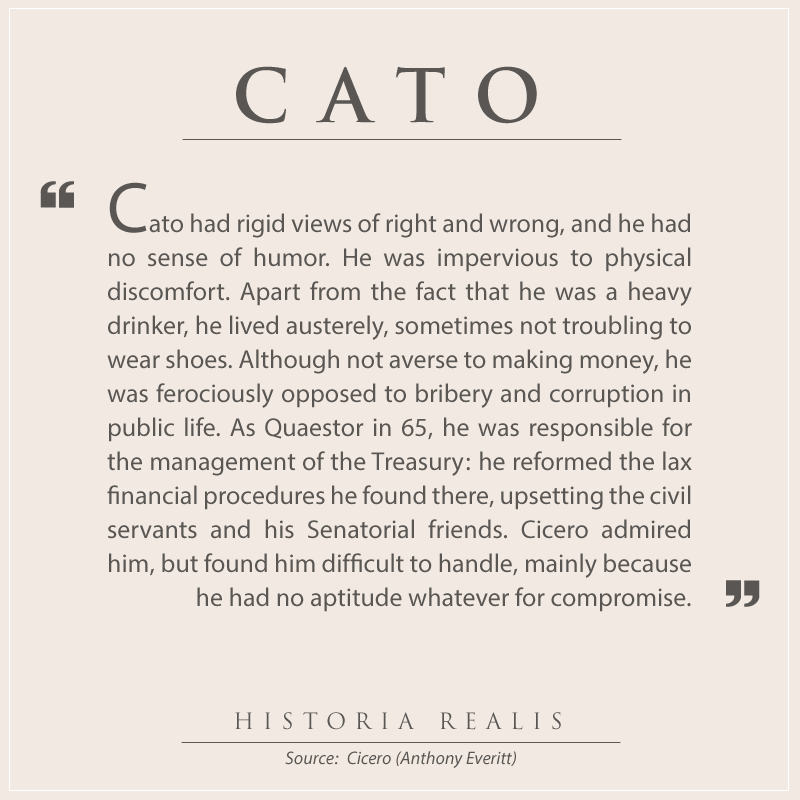 CATO
“
Cato had rigid views of right and wrong, and he had
no sense of humor. He was impervious to physical
discomfort. Apart from the fact that he was a heavy
drinker, he lived austerely, sometimes not troubling to
wear shoes. Although not averse to making money, he
was ferociously opposed to bribery and corruption in
public life. As Quaestor in 65, he was responsible for
the management of the Treasury: he reformed the lax
financial procedures he found there, upsetting the civil
servants and his Senatorial friends. Cicero admired
him, but found him difficult to handle, mainly because
he had no aptitude whatever for compromise.
”
HISTORIA REALIS
Source: Cicero (Anthony Everitt)